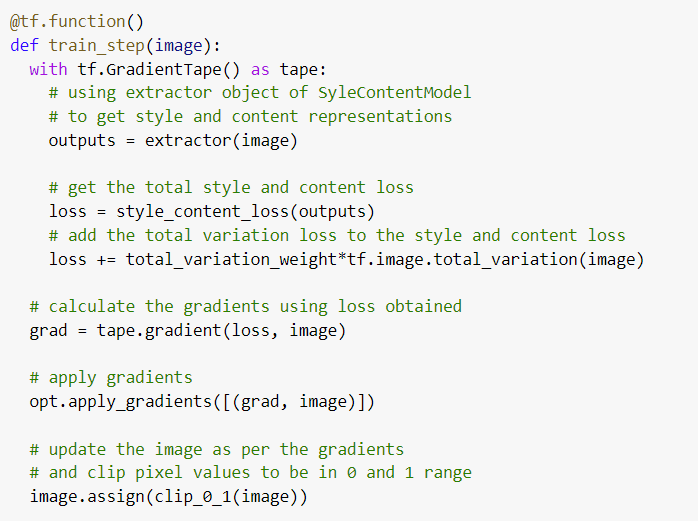 @tf.function()
def train_step(image):
  with tf.GradientTape() as tape:
    # using extractor object of SyleContentModel
    # to get style and content representations
    outputs = extractor(image)

    # get the total style and content loss
    loss = style_content_loss(outputs)
    # add the total variation loss to the style and content loss
    loss += total_variation_weight*tf.image.total_variation(image)

  # calculate the gradients using loss obtained
  grad = tape.gradient(loss, image)

  # apply gradients
  opt.apply_gradients([(grad, image)])

  # update the image as per the gradients
  # and clip pixel values to be in 0 and 1 range
  image.assign(clip_0_1(image))